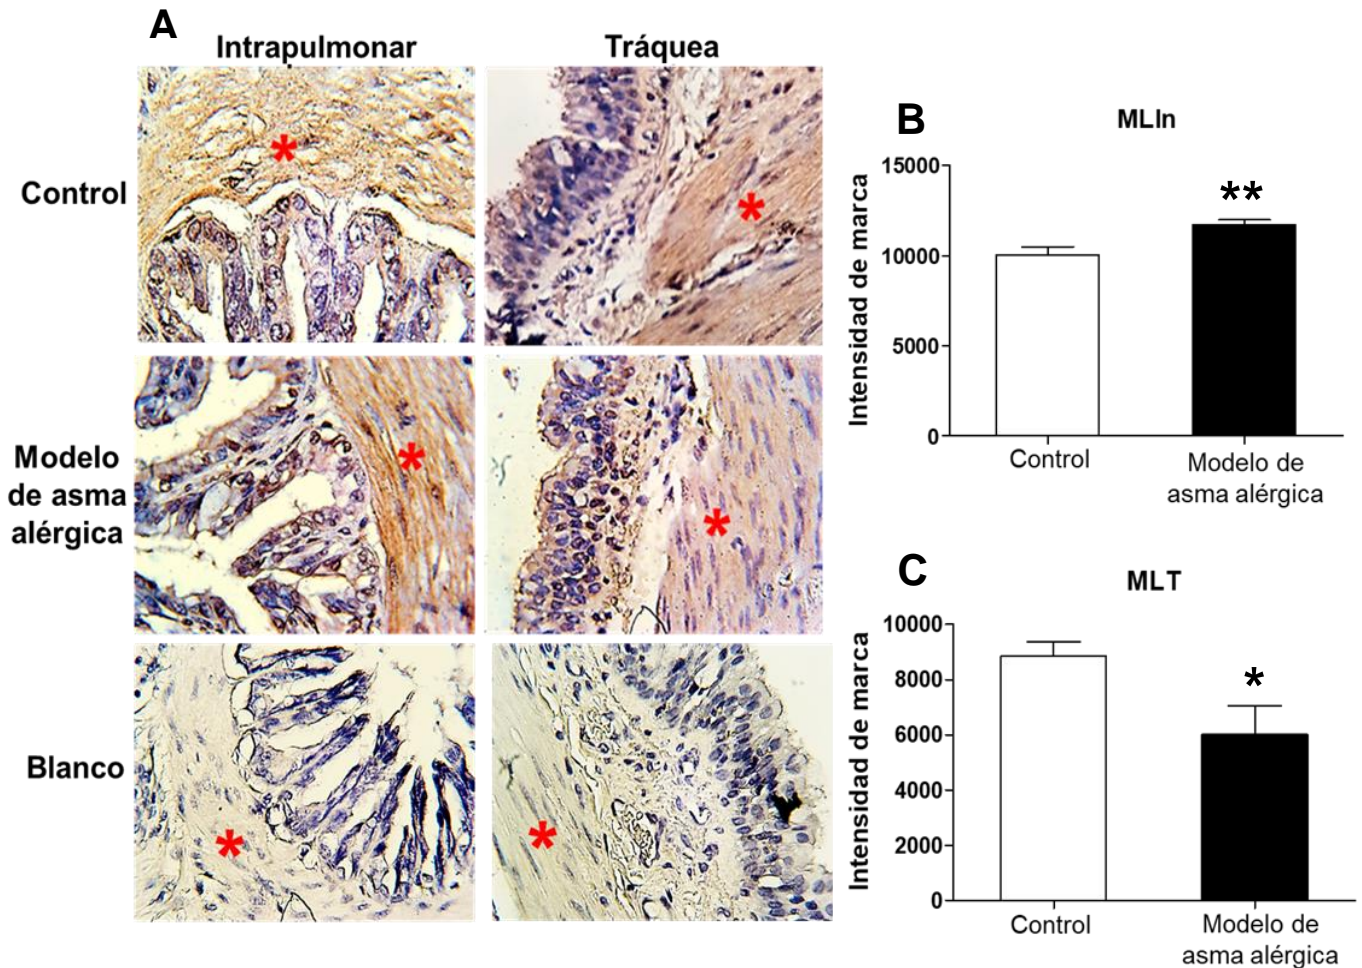 A
Intrapulmonar
Tráquea
Control
*
*
Modelo
de asma
alérgica
*
*
Blanco
*
*
B
MLIn
Intensidad de marca
15000
10000
5000
0
**
Control
Modelo de
asma alérgica
C
MLT
Intensidad de marca
10000
8000
6000
4000
2000
0
*
Control
Modelo de
asma alérgica